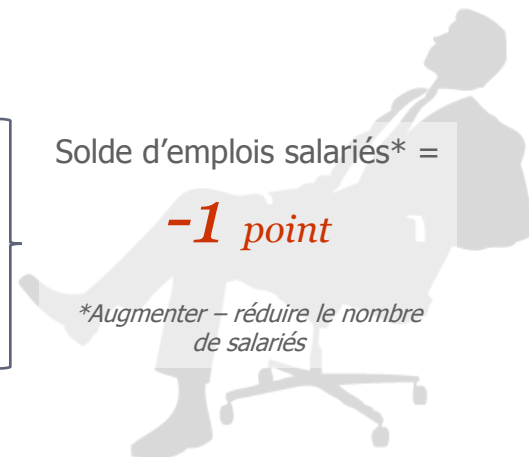 Solde d'emplois salariés* =
-1 point
*Augmenter – réduire le nombre
de salariés